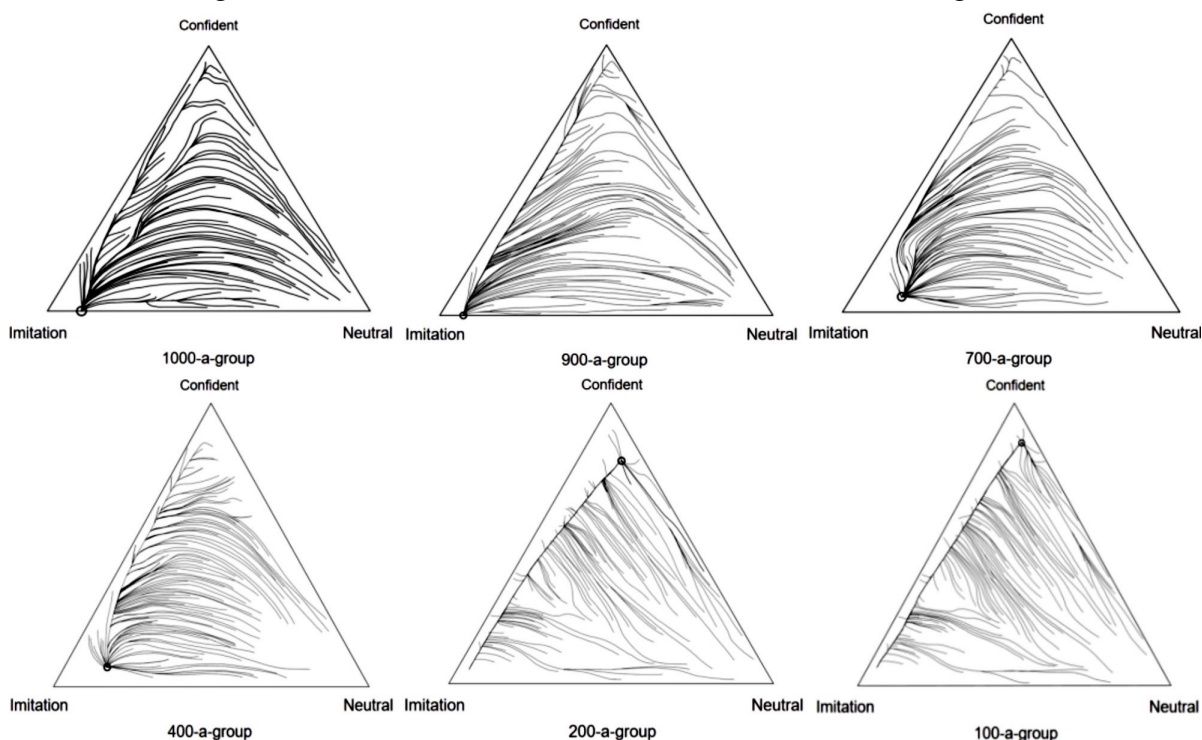 Confident Confident Confident
Imitation Neutral Imitation Neutral Imitation Neutral
1000-a-group 900-a-group 700-a-group
Confident Confident Confident
Imitation Neutral Imitation Neutral Imitation Neutral
400-a-group 200-a-group 100-a-group